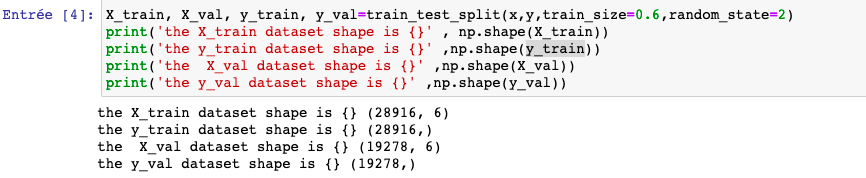 Entrée [4]: X_train, X_val, y_train, y_val=train_test_split(x,y,train_size=0.6,random_state=2)
print('the X_train dataset shape is {}' , np.shape(X_train))
print('the y_train dataset shape is {}' ,np.shape(y_train))
print('the  X_val dataset shape is {}' ,np.shape(X_val))
print('the y_val dataset shape is {}' ,np.shape(y_val))
the X_train dataset shape is {} (28916, 6)
the y_train dataset shape is {} (28916,)
the  X_val dataset shape is {} (19278, 6)
the y_val dataset shape is {} (19278,)